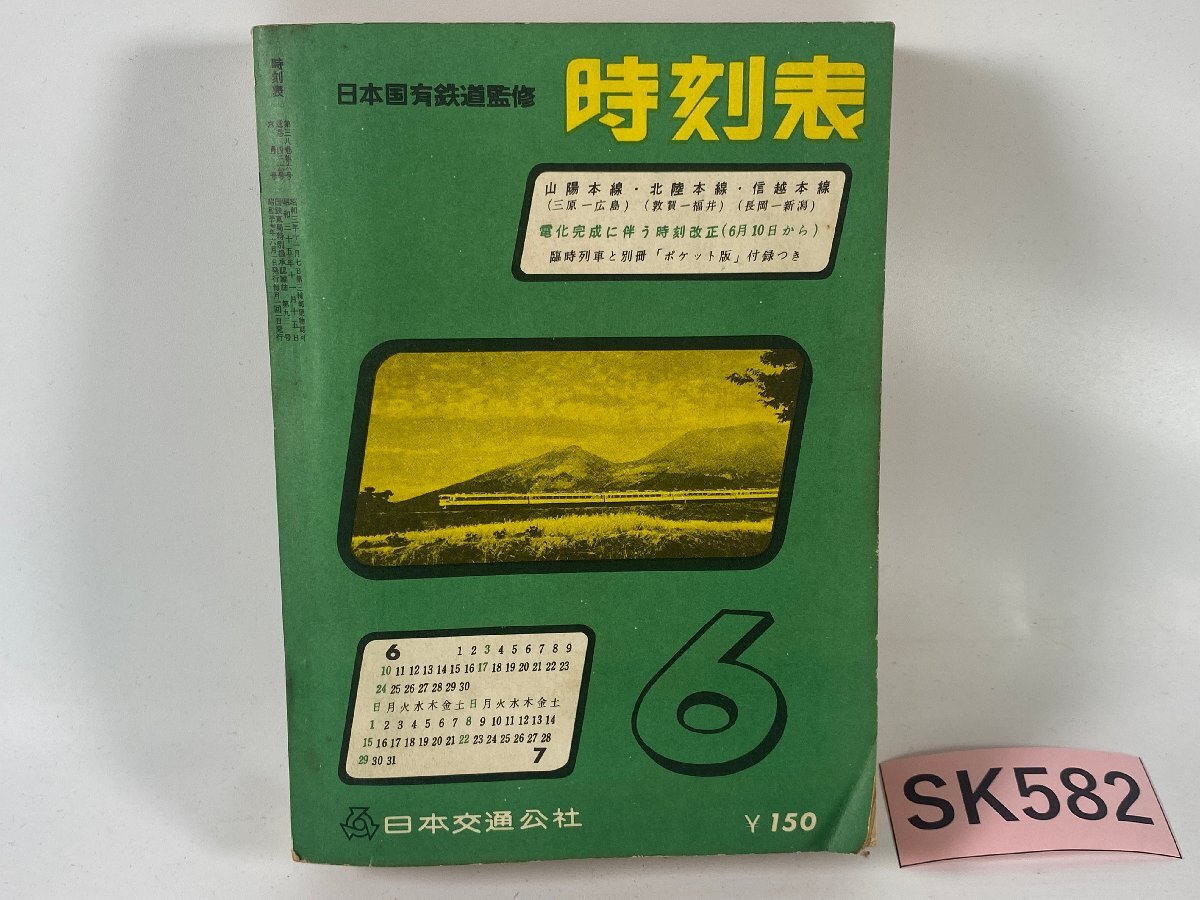 時刻表
日本国有鉄道監修
時刻表
山陽本線・北陸本線・信越本線
(三原—広島) (敦賀—福井) (長岡—新潟)
電化完成に伴う時刻改正(6月10日から)
臨時列車と別冊「ポケット版」付録つき
6 1 2 3 4 5 6 7 8 9
10 11 12 13 14 15 16 17 18 19 20 21 22 23
24 25 26 27 28 29 30
日月火水木金土日月火水木金土
1 2 3 4 5 6 7 8 9 10 11 12 13 14
15 16 17 18 19 20 21 22 23 24 25 26 27 28
29 30 31 7
6
日本交通公社
¥150
SK582